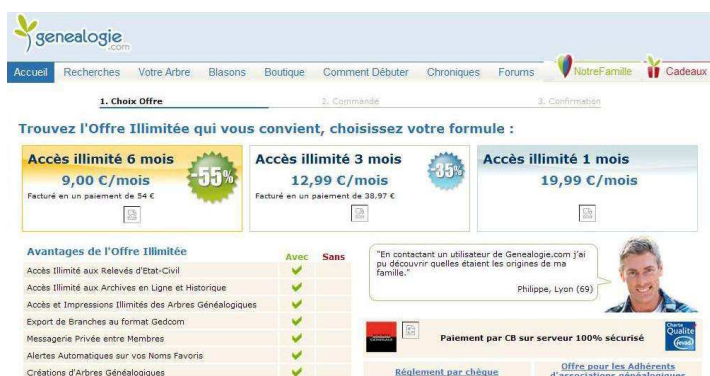 genealogie
.com
Accueil Recherches Votre Arbre Blasons Boutique Comment Débuter Chroniques Forums NotreFamille Cadeaux
1. Choix Offre 2. Commande 3. Confirmation
Trouvez l'Offre Illimitée qui vous convient, choisissez votre formule :
Accès illimité 6 mois
9,00 €/mois
Facturé en un paiement de 54 €
-55%
Accès illimité 3 mois
12,99 €/mois
Facturé en un paiement de 38,97 €
-35%
Accès illimité 1 mois
19,99 €/mois
Avantages de l'Offre Illimitée Avec Sans
Accès Illimité aux Relevés d'Etat-Civil
Accès Illimité aux Archives en Ligne et Historique
Accès et Impressions Illimités des Arbres Généalogiques
Export de Branches au format Gedcom
Messagerie Privée entre Membres
Alertes Automatiques sur vos Noms Favoris
Créations d'Arbres Généalogiques
"En contactant un utilisateur de Genealogie.com j'ai
pu découvrir quelles étaient les origines de ma
famille."
Philippe, Lyon (69)
Paiement par CB sur serveur 100% sécurisé
Charte
Qualité
fevad
Réglement par chèque
Offre pour les Adhérents
d'associations généalogiques